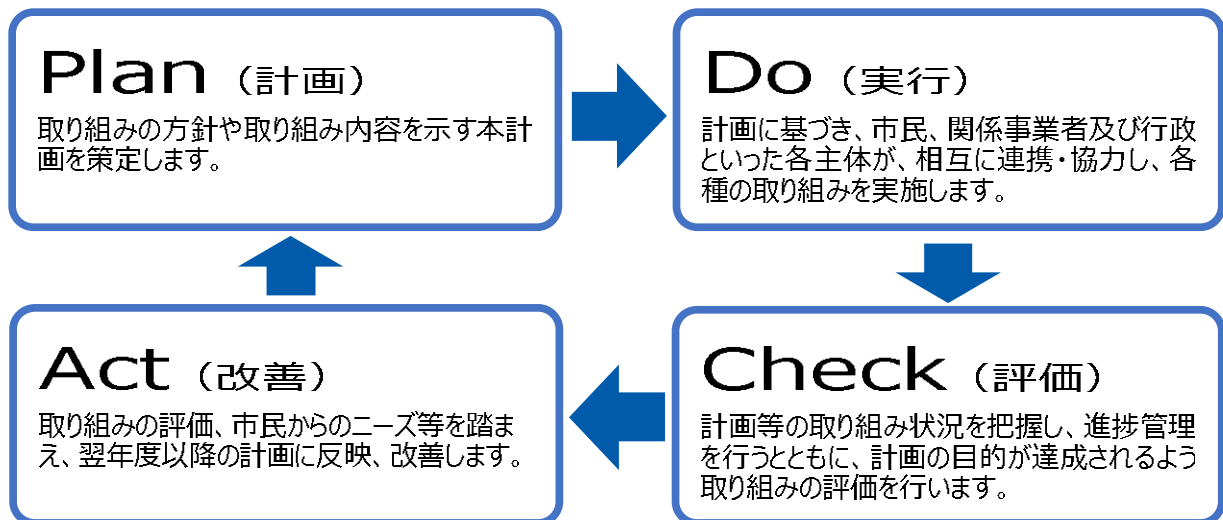 Plan（計画）
取り組みの方針や取り組み内容を示す本計
画を策定します。
Do（実行）
計画に基づき、市民、関係事業者及び行政
といった各主体が、相互に連携・協力し、各
種の取り組みを実施します。
Act（改善）
取り組みの評価、市民からのニーズ等を踏ま
え、翌年度以降の計画に反映、改善します。
Check（評価）
計画等の取り組み状況を把握し、進捗管理
を行うとともに、計画の目的が達成されるよう
取り組みの評価を行います。